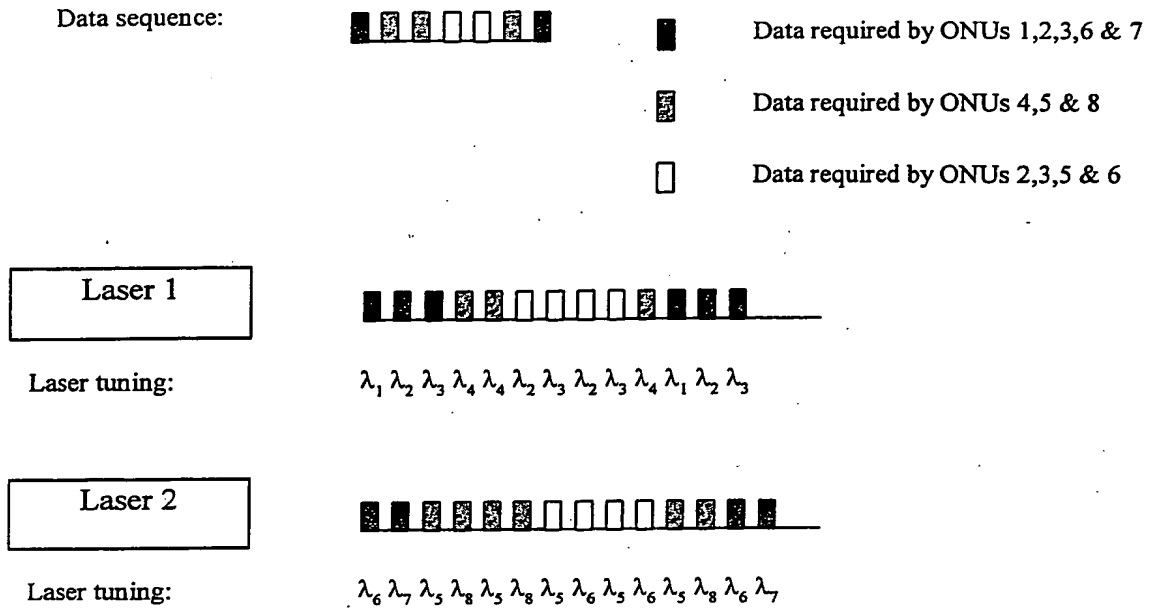 Data sequence:
Data required by ONUs 1,2,3,6 & 7
Data required by ONUs 4,5 & 8
Data required by ONUs 2,3,5 & 6
Laser 1
Laser tuning:
λ₁ λ₂ λ₃ λ₄ λ₄ λ₂ λ₃ λ₂ λ₃ λ₄ λ₁ λ₂ λ₃
Laser 2
Laser tuning:
λ₆ λ₇ λ₅ λ₈ λ₅ λ₈ λ₅ λ₆ λ₅ λ₆ λ₅ λ₈ λ₆ λ₇